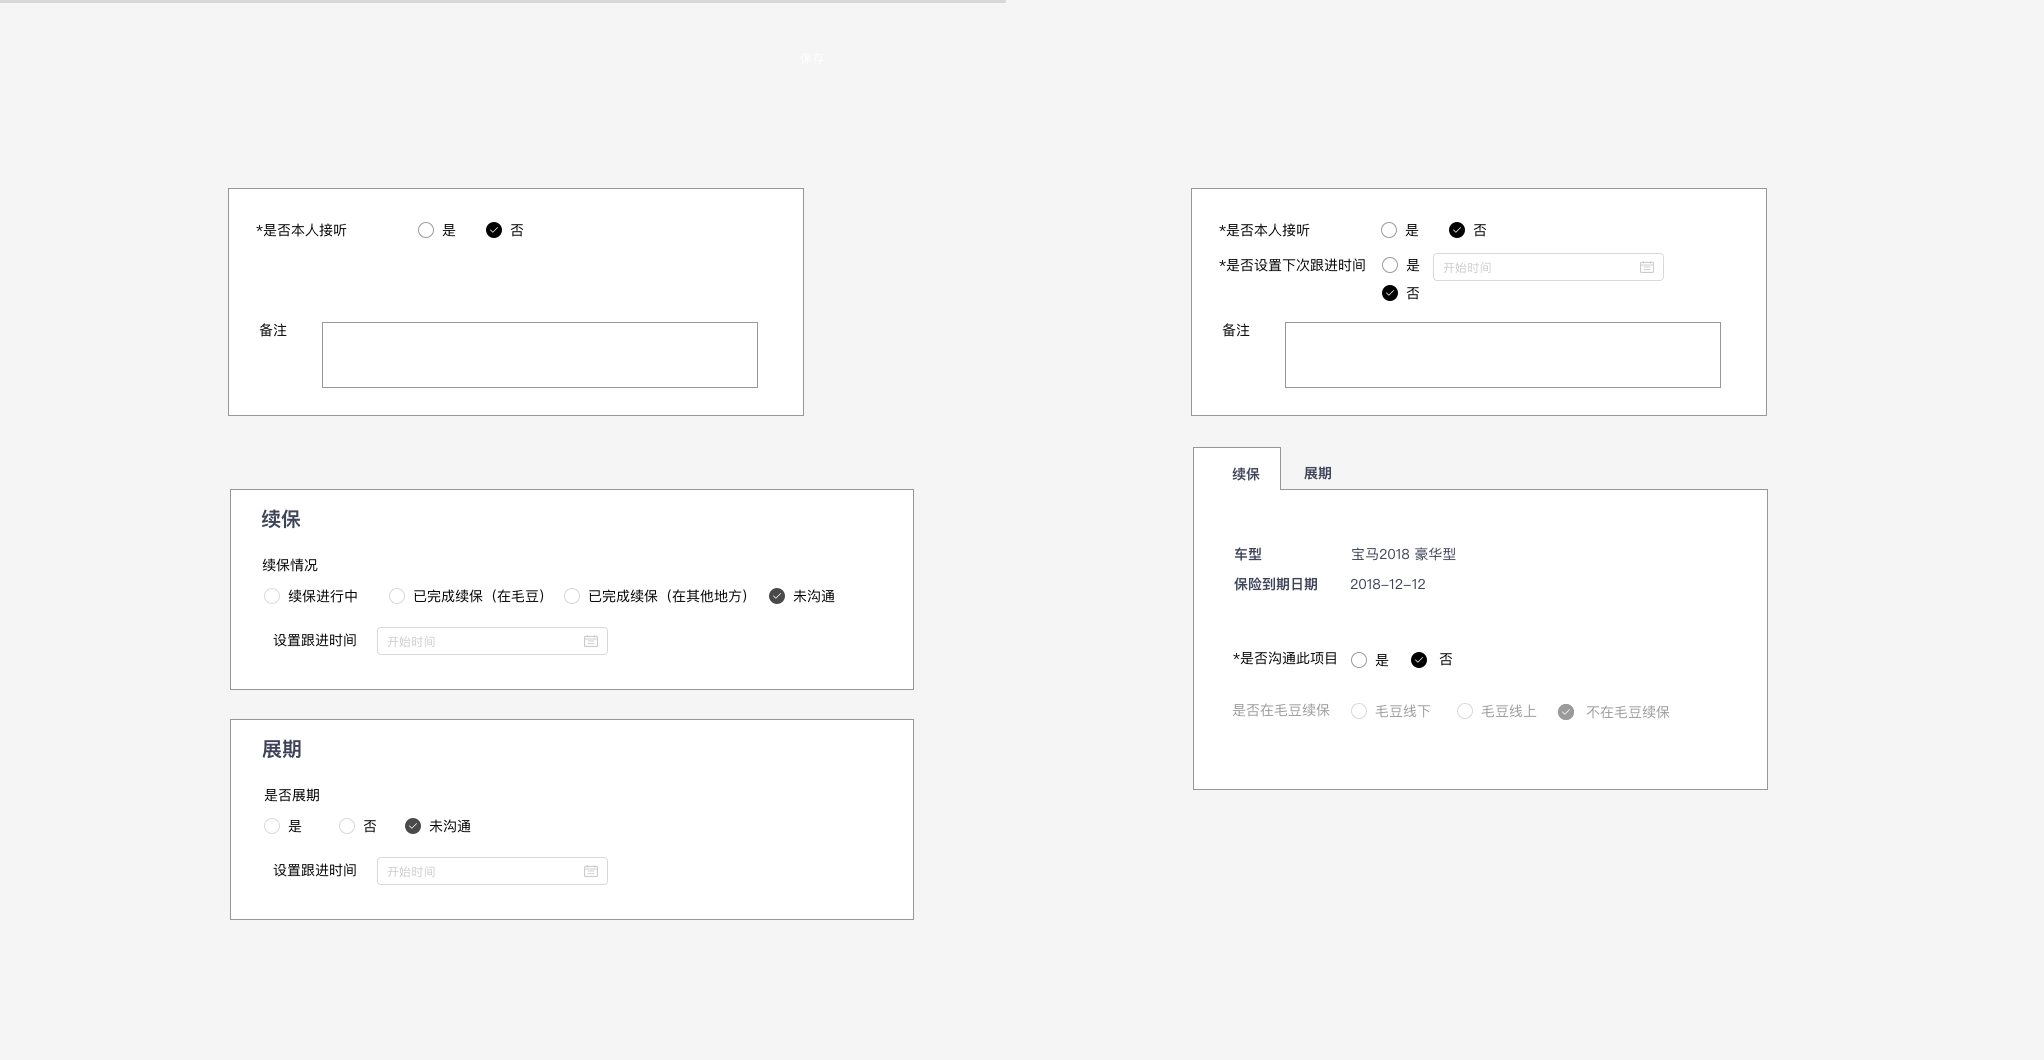 *是否本人接听 是 否
备注
续保
续保情况
续保进行中 已完成续保（在毛豆） 已完成续保（在其他地方） 未沟通
设置跟进时间 开始时间
展期
是否展期
是 否 未沟通
设置跟进时间 开始时间
*是否本人接听 是 否
*是否设置下次跟进时间 是 开始时间
否
备注
续保 展期
车型 宝马2018 豪华型
保险到期日期 2018-12-12
*是否沟通此项目 是 否
是否在毛豆续保 毛豆线下 毛豆线上 不在毛豆续保